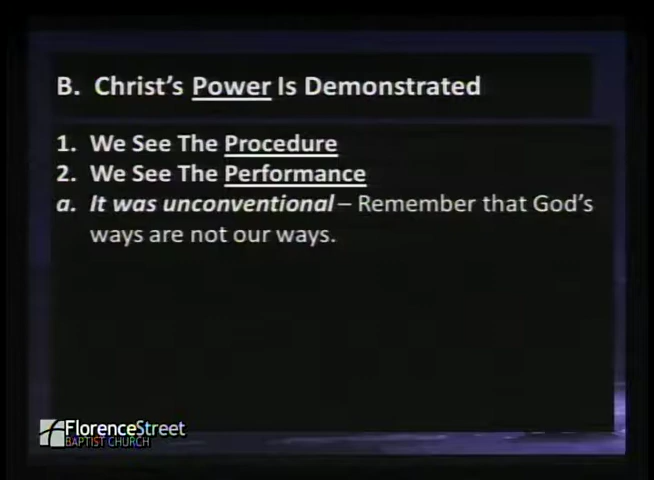 B. Christ's Power Is Demonstrated
1. We See The Procedure
2. We See The Performance
a. It was unconventional – Remember that God's
ways are not our ways.
FlorenceStreet
BAPTIST CHURCH